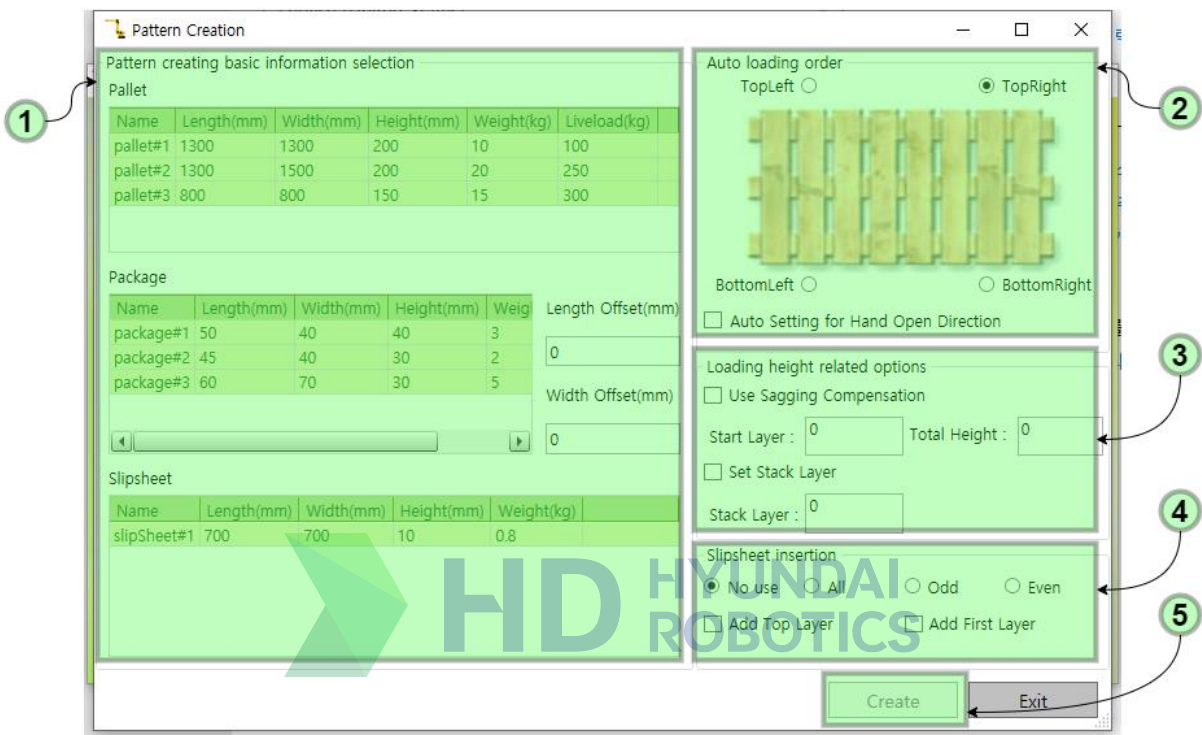 Pattern Creation
Pattern creating basic information selection
Pallet
Name Length(mm) Width(mm) Height(mm) Weight(kg) Liveload(kg)
pallet#1 1300 1300 200 10 100
pallet#2 1300 1500 200 20 250
pallet#3 800 800 150 15 300
Package
Name Length(mm) Width(mm) Height(mm) Weig
package#1 50 40 40 3
package#2 45 40 30 2
package#3 60 70 30 5
Length Offset(mm)
0
Width Offset(mm)
0
Slipsheet
Name Length(mm) Width(mm) Height(mm) Weight(kg)
slipSheet#1 700 700 10 0.8
1
Auto loading order
TopLeft TopRight
BottomLeft BottomRight
Auto Setting for Hand Open Direction
2
Loading height related options
Use Sagging Compensation
Start Layer : 0 Total Height : 0
Set Stack Layer
Stack Layer : 0
3
Slipsheet insertion
No use All Odd Even
Add Top Layer Add First Layer
4
5
Create Exit
HD HYUNDAI
ROBOTICS